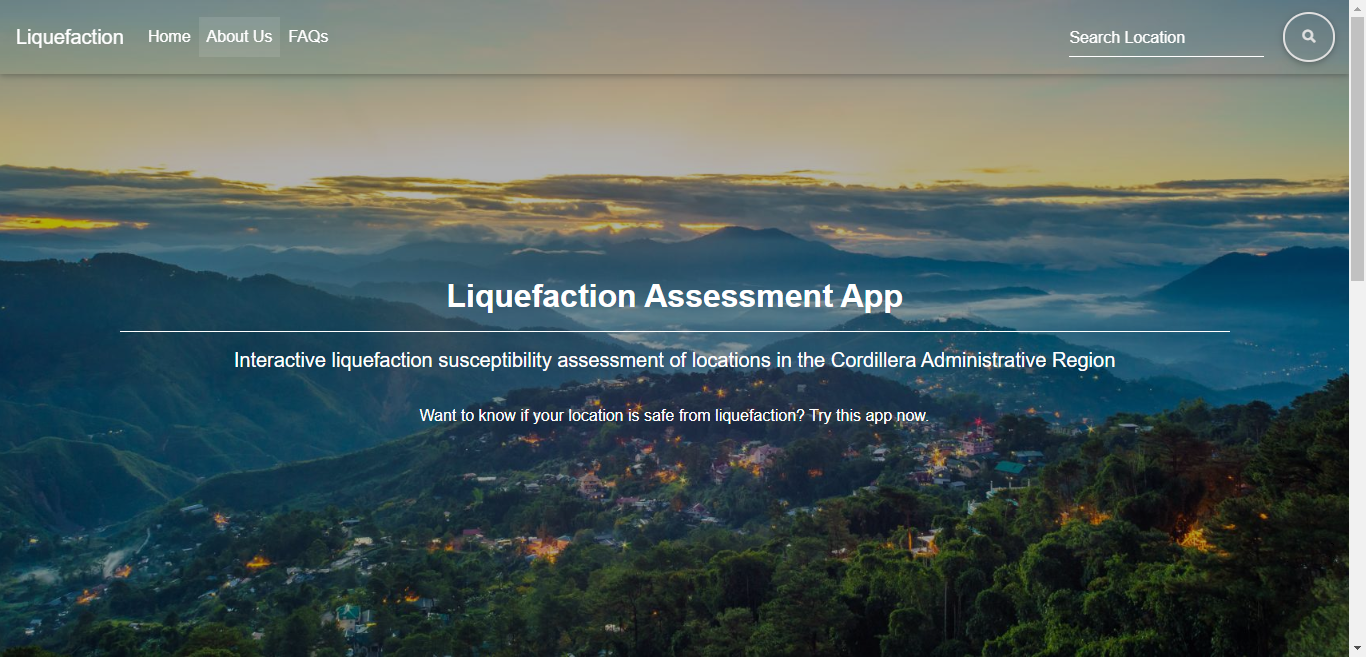 Liquefaction Home About Us FAQs Search Location
Liquefaction Assessment App
Interactive liquefaction susceptibility assessment of locations in the Cordillera Administrative Region
Want to know if your location is safe from liquefaction? Try this app now.